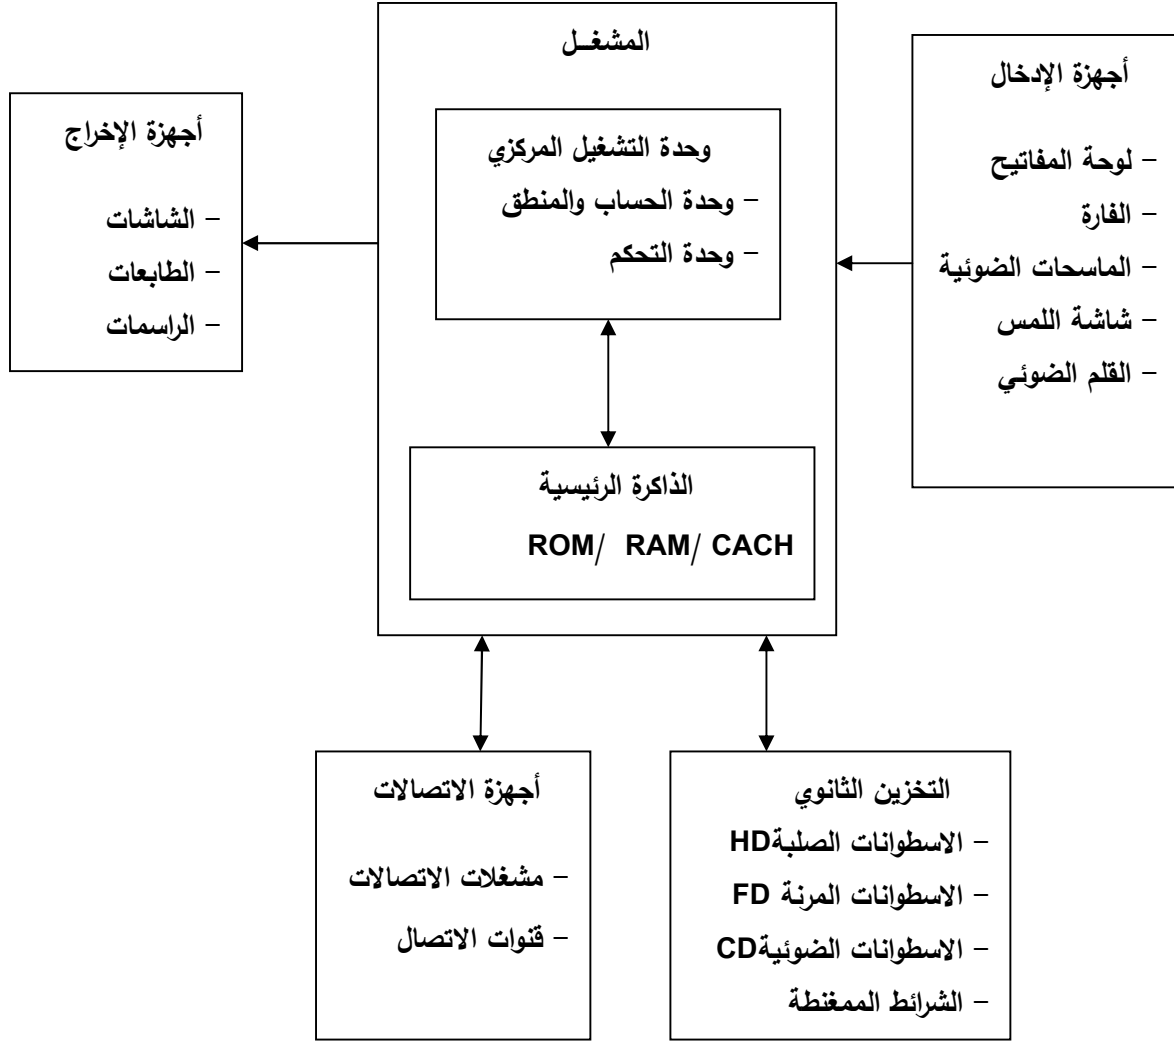 المشغـل
وحدة التشغيل المركزي
– وحدة الحساب والمنطق
– وحدة التحكم
الذاكرة الرئيسية
ROM/ RAM/ CACH
أجهزة الإدخال
– لوحة المفاتيح
– الفارة
– الماسحات الضوئية
– شاشة اللمس
– القلم الضوئي
أجهزة الإخراج
– الشاشات
– الطابعات
– الراسمات
التخزين الثانوي
– الاسطوانات الصلبةHD
– الاسطوانات المرنة FD
– الاسطوانات الضوئيةCD
– الشرائط الممغنطة
أجهزة الاتصالات
– مشغلات الاتصالات
– قنوات الاتصال